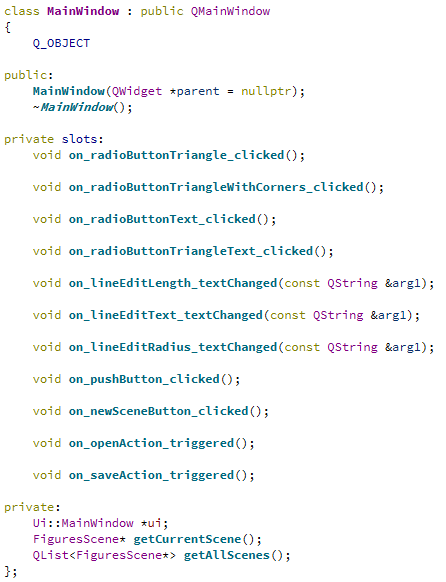 class MainWindow : public QMainWindow
{
    Q_OBJECT

public:
    MainWindow(QWidget *parent = nullptr);
    ~MainWindow();

private slots:
    void on_radioButtonTriangle_clicked();

    void on_radioButtonTriangleWithCorners_clicked();

    void on_radioButtonText_clicked();

    void on_radioButtonTriangleText_clicked();

    void on_lineEditLength_textChanged(const QString &arg1);

    void on_lineEditText_textChanged(const QString &arg1);

    void on_lineEditRadius_textChanged(const QString &arg1);

    void on_pushButton_clicked();

    void on_newSceneButton_clicked();

    void on_openAction_triggered();

    void on_saveAction_triggered();

private:
    Ui::MainWindow *ui;
    FiguresScene* getCurrentScene();
    QList<FiguresScene*> getAllScenes();
};